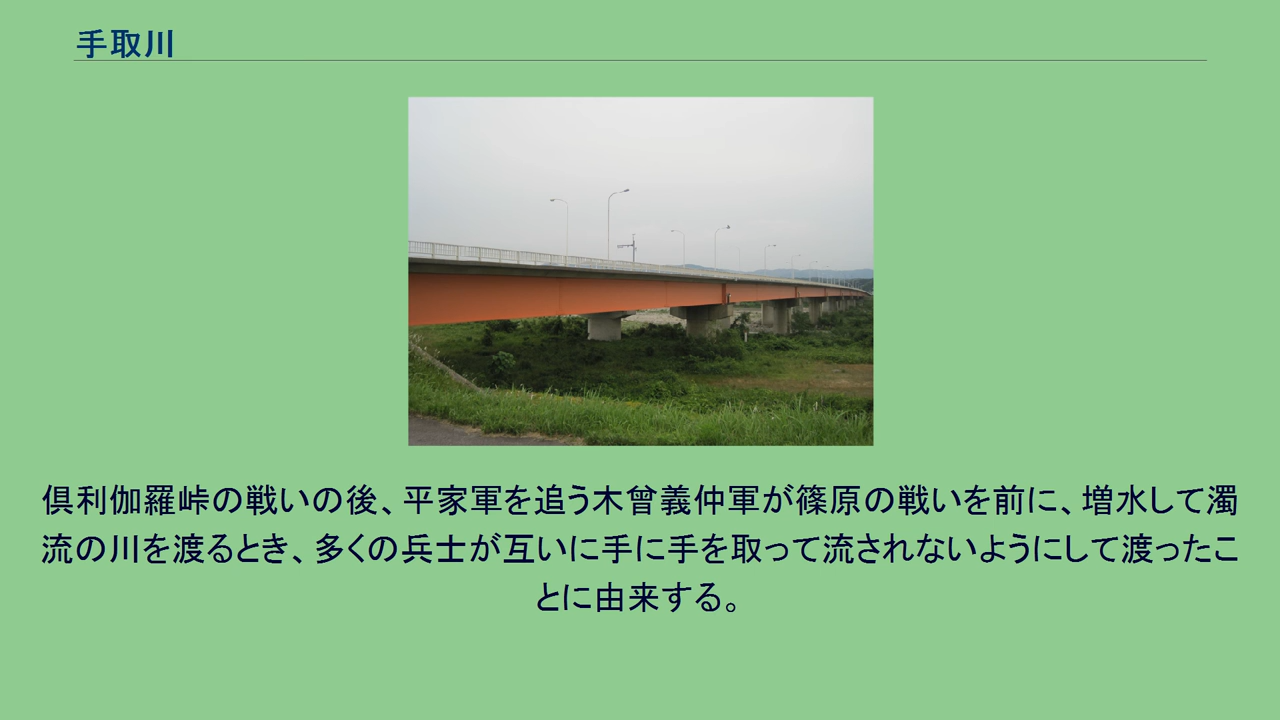 手取川
倶利伽羅峠の戦いの後、平家軍を追う木曾義仲軍が篠原の戦いを前に、増水して濁
流の川を渡るとき、多くの兵士が互いに手に手を取って流されないようにして渡ったこ
とに由来する。